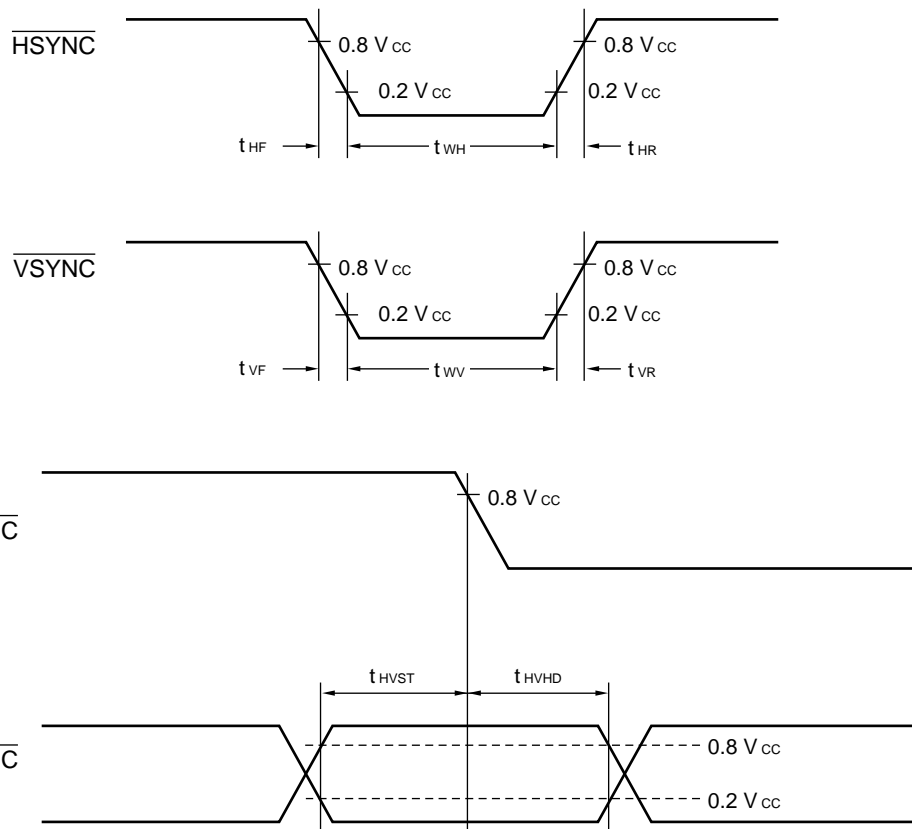 HSYNC
0.8 VCC
0.8 VCC
0.2 VCC
0.2 VCC
tHF
tWH
tHR
VSYNC
0.8 VCC
0.8 VCC
0.2 VCC
0.2 VCC
tVF
tWV
tVR
C
0.8 VCC
tHVST
tHVHD
C
0.8 VCC
0.2 VCC